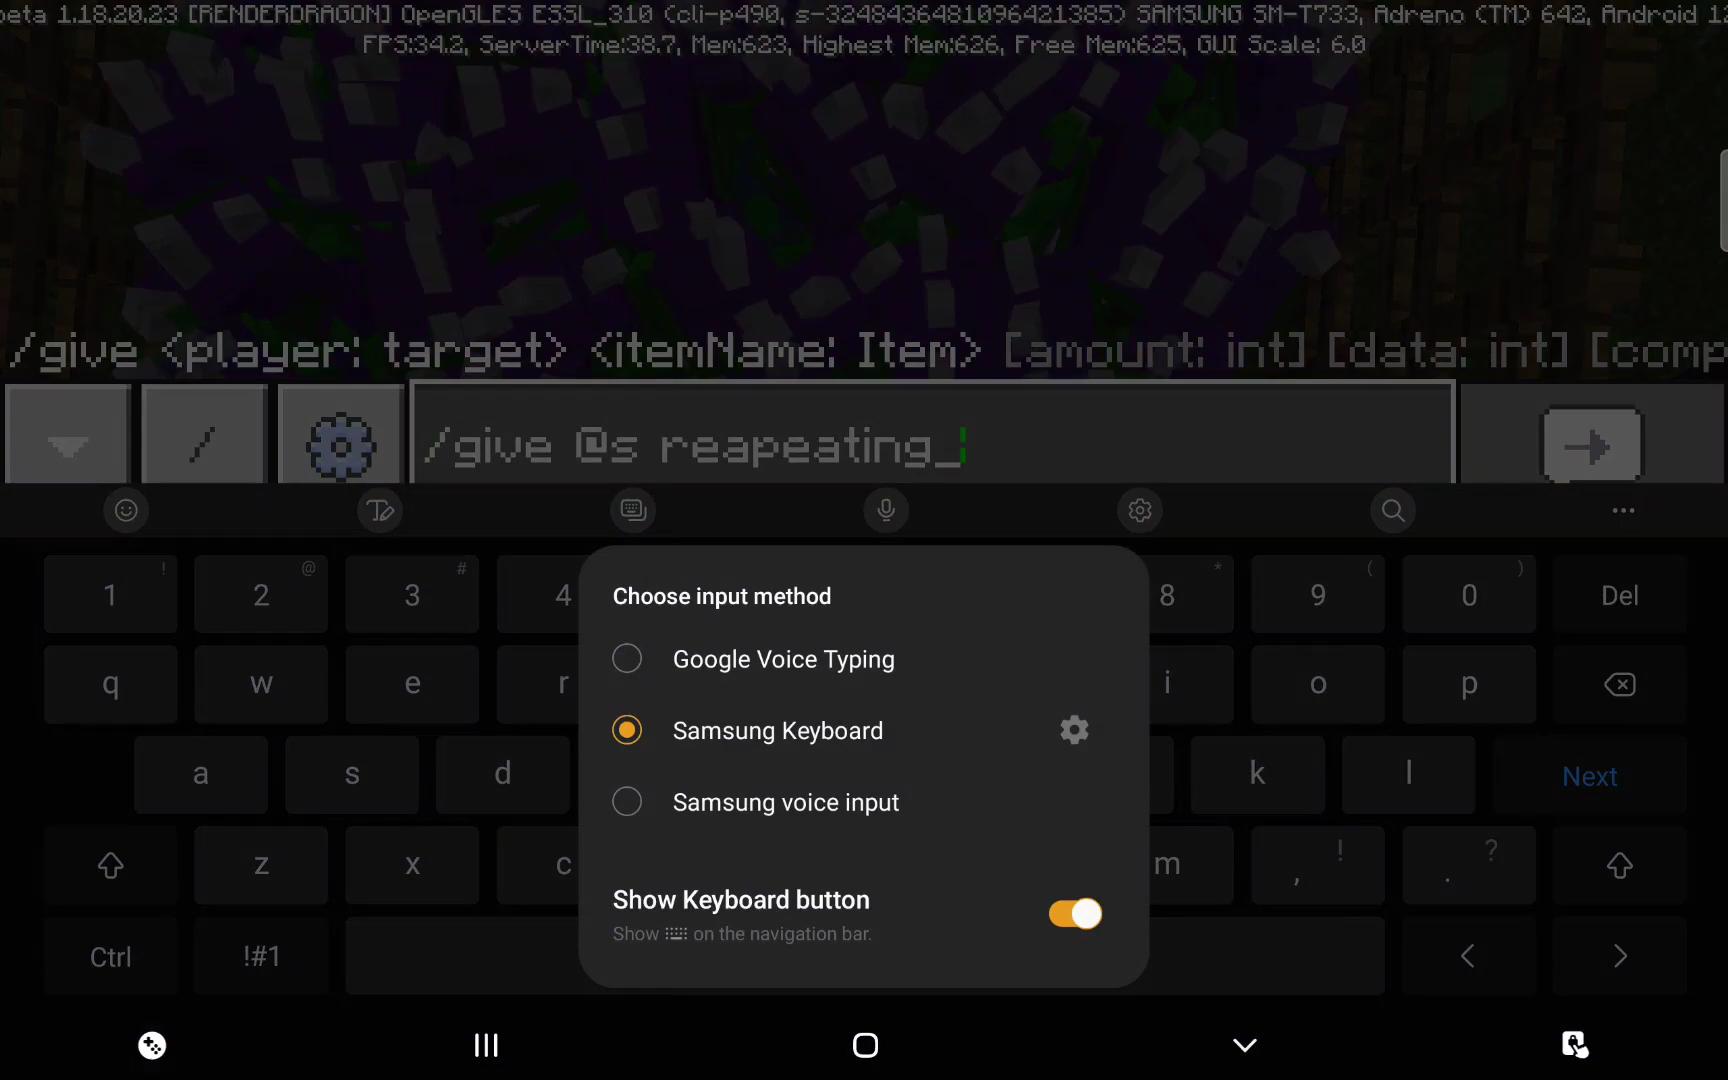 beta 1.18.20.23 [RENDERDRAGON] OpenGLES ESSL_310 (cli-p490, s-3248436481096421385) SAMSUNG SM-T733, Adreno (TM) 642, Android 12
FPS:34.2, ServerTime:38.7, Mem:623, Highest Mem:626, Free Mem:625, GUI Scale: 6.0
/give <player: target> <itemName: Item> [amount: int] [data: int] [comp
/
/give @s reapeating_
1 ! 2 @ 3 # 4 8 * 9 ( 0 ) Del
q w e r i o p
a s d k l Next
z x c m , ! . ?
Ctrl !#1 < >
Choose input method
Google Voice Typing
Samsung Keyboard
Samsung voice input
Show Keyboard button
Show on the navigation bar.